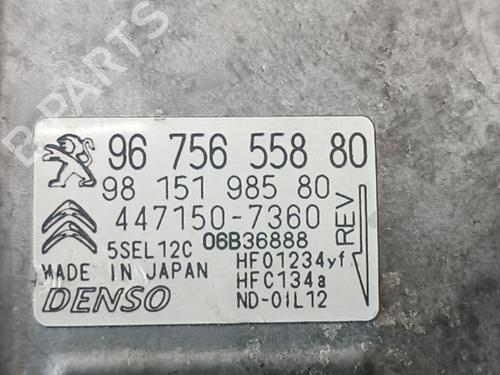 B-PARTS
96 756 558 80
98 151 985 80
447150-7360
5SEL12C 06B36888
MADE IN JAPAN HFO1234yf
HFC134a
DENSO ND-OIL12
REV